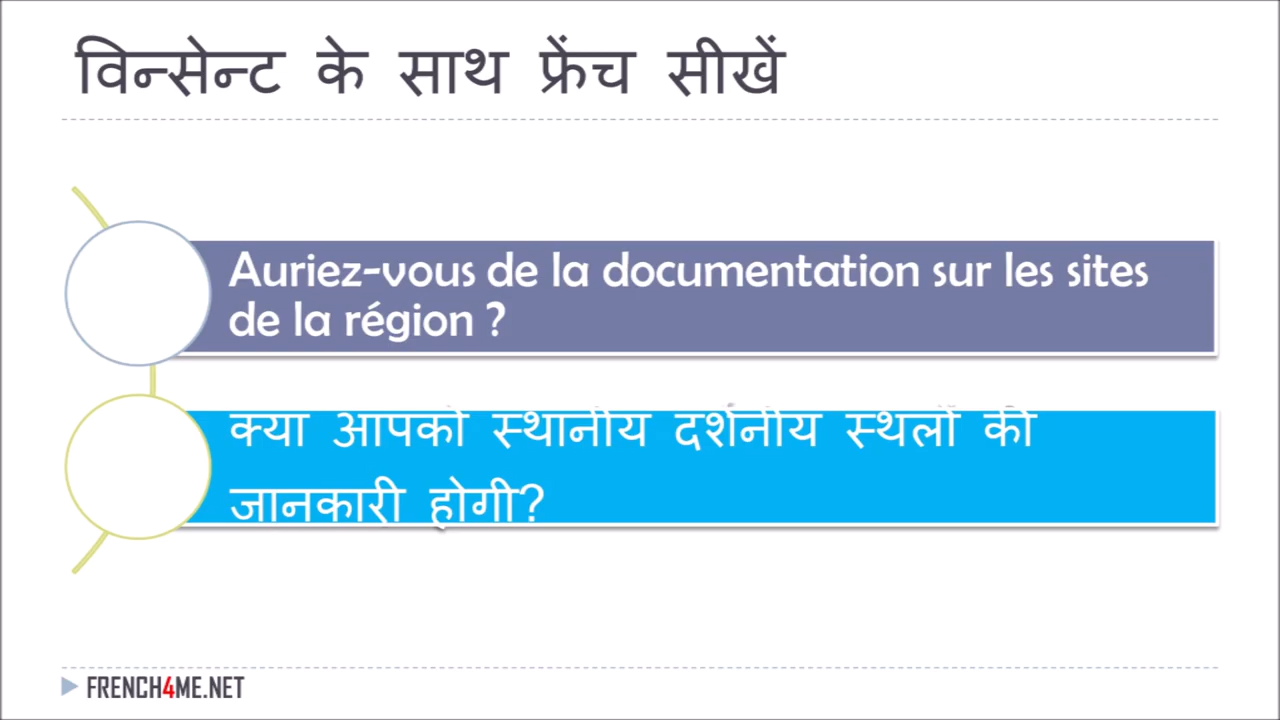 विन्सेन्ट के साथ फ्रेंच सीखें
Auriez-vous de la documentation sur les sites
de la région ?
क्या आपको स्थानीय दर्शनीय स्थलों की
जानकारी होगी?
FRENCH4ME.NET